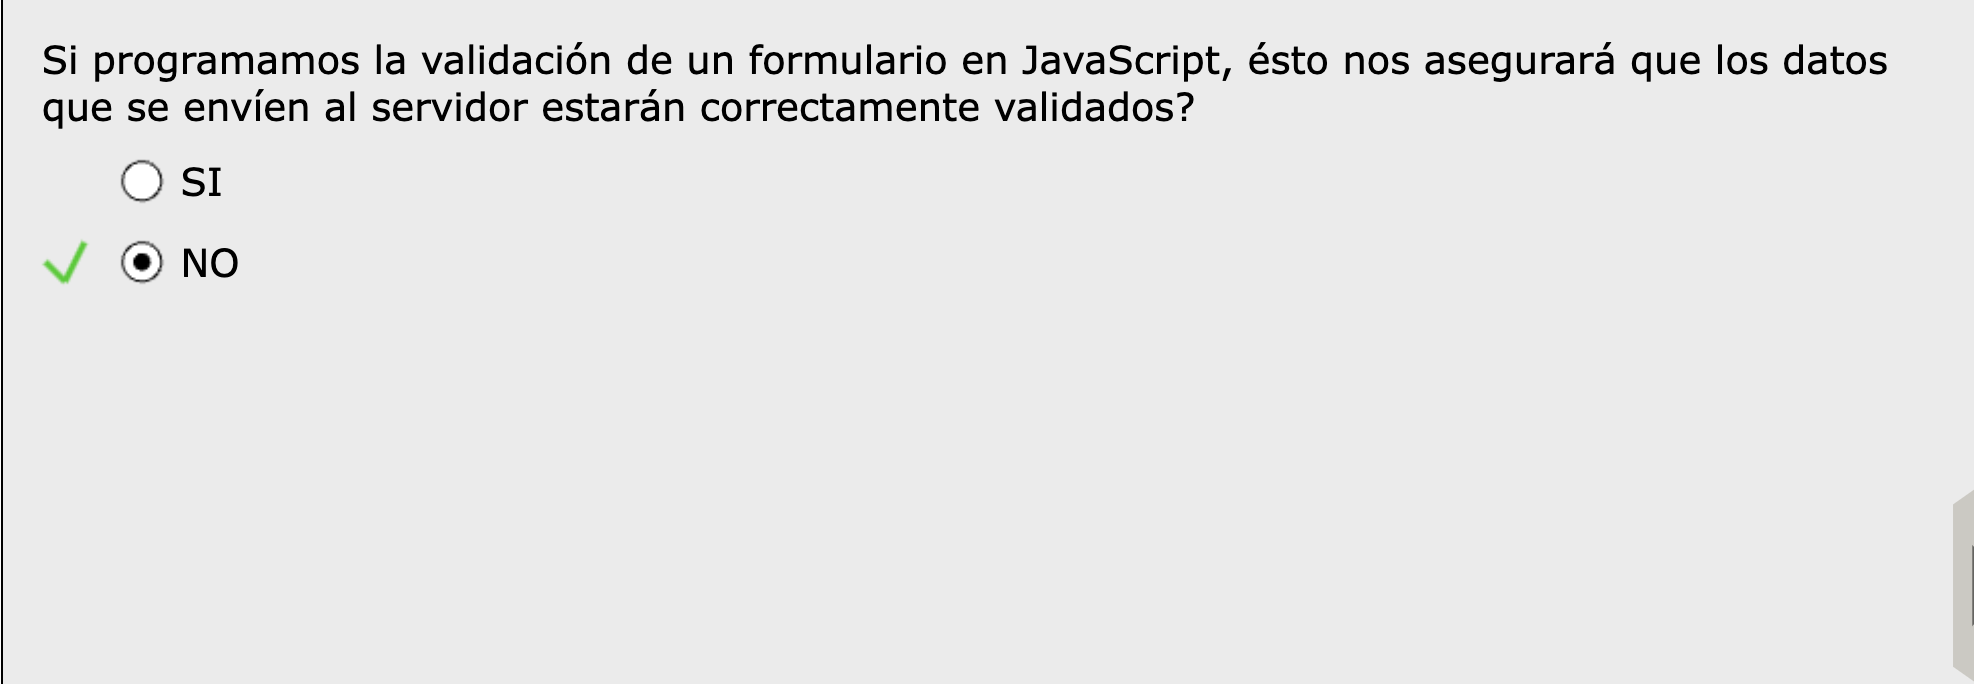 Si programamos la validación de un formulario en JavaScript, ésto nos asegurará que los datos
que se envíen al servidor estarán correctamente validados?
SI
NO